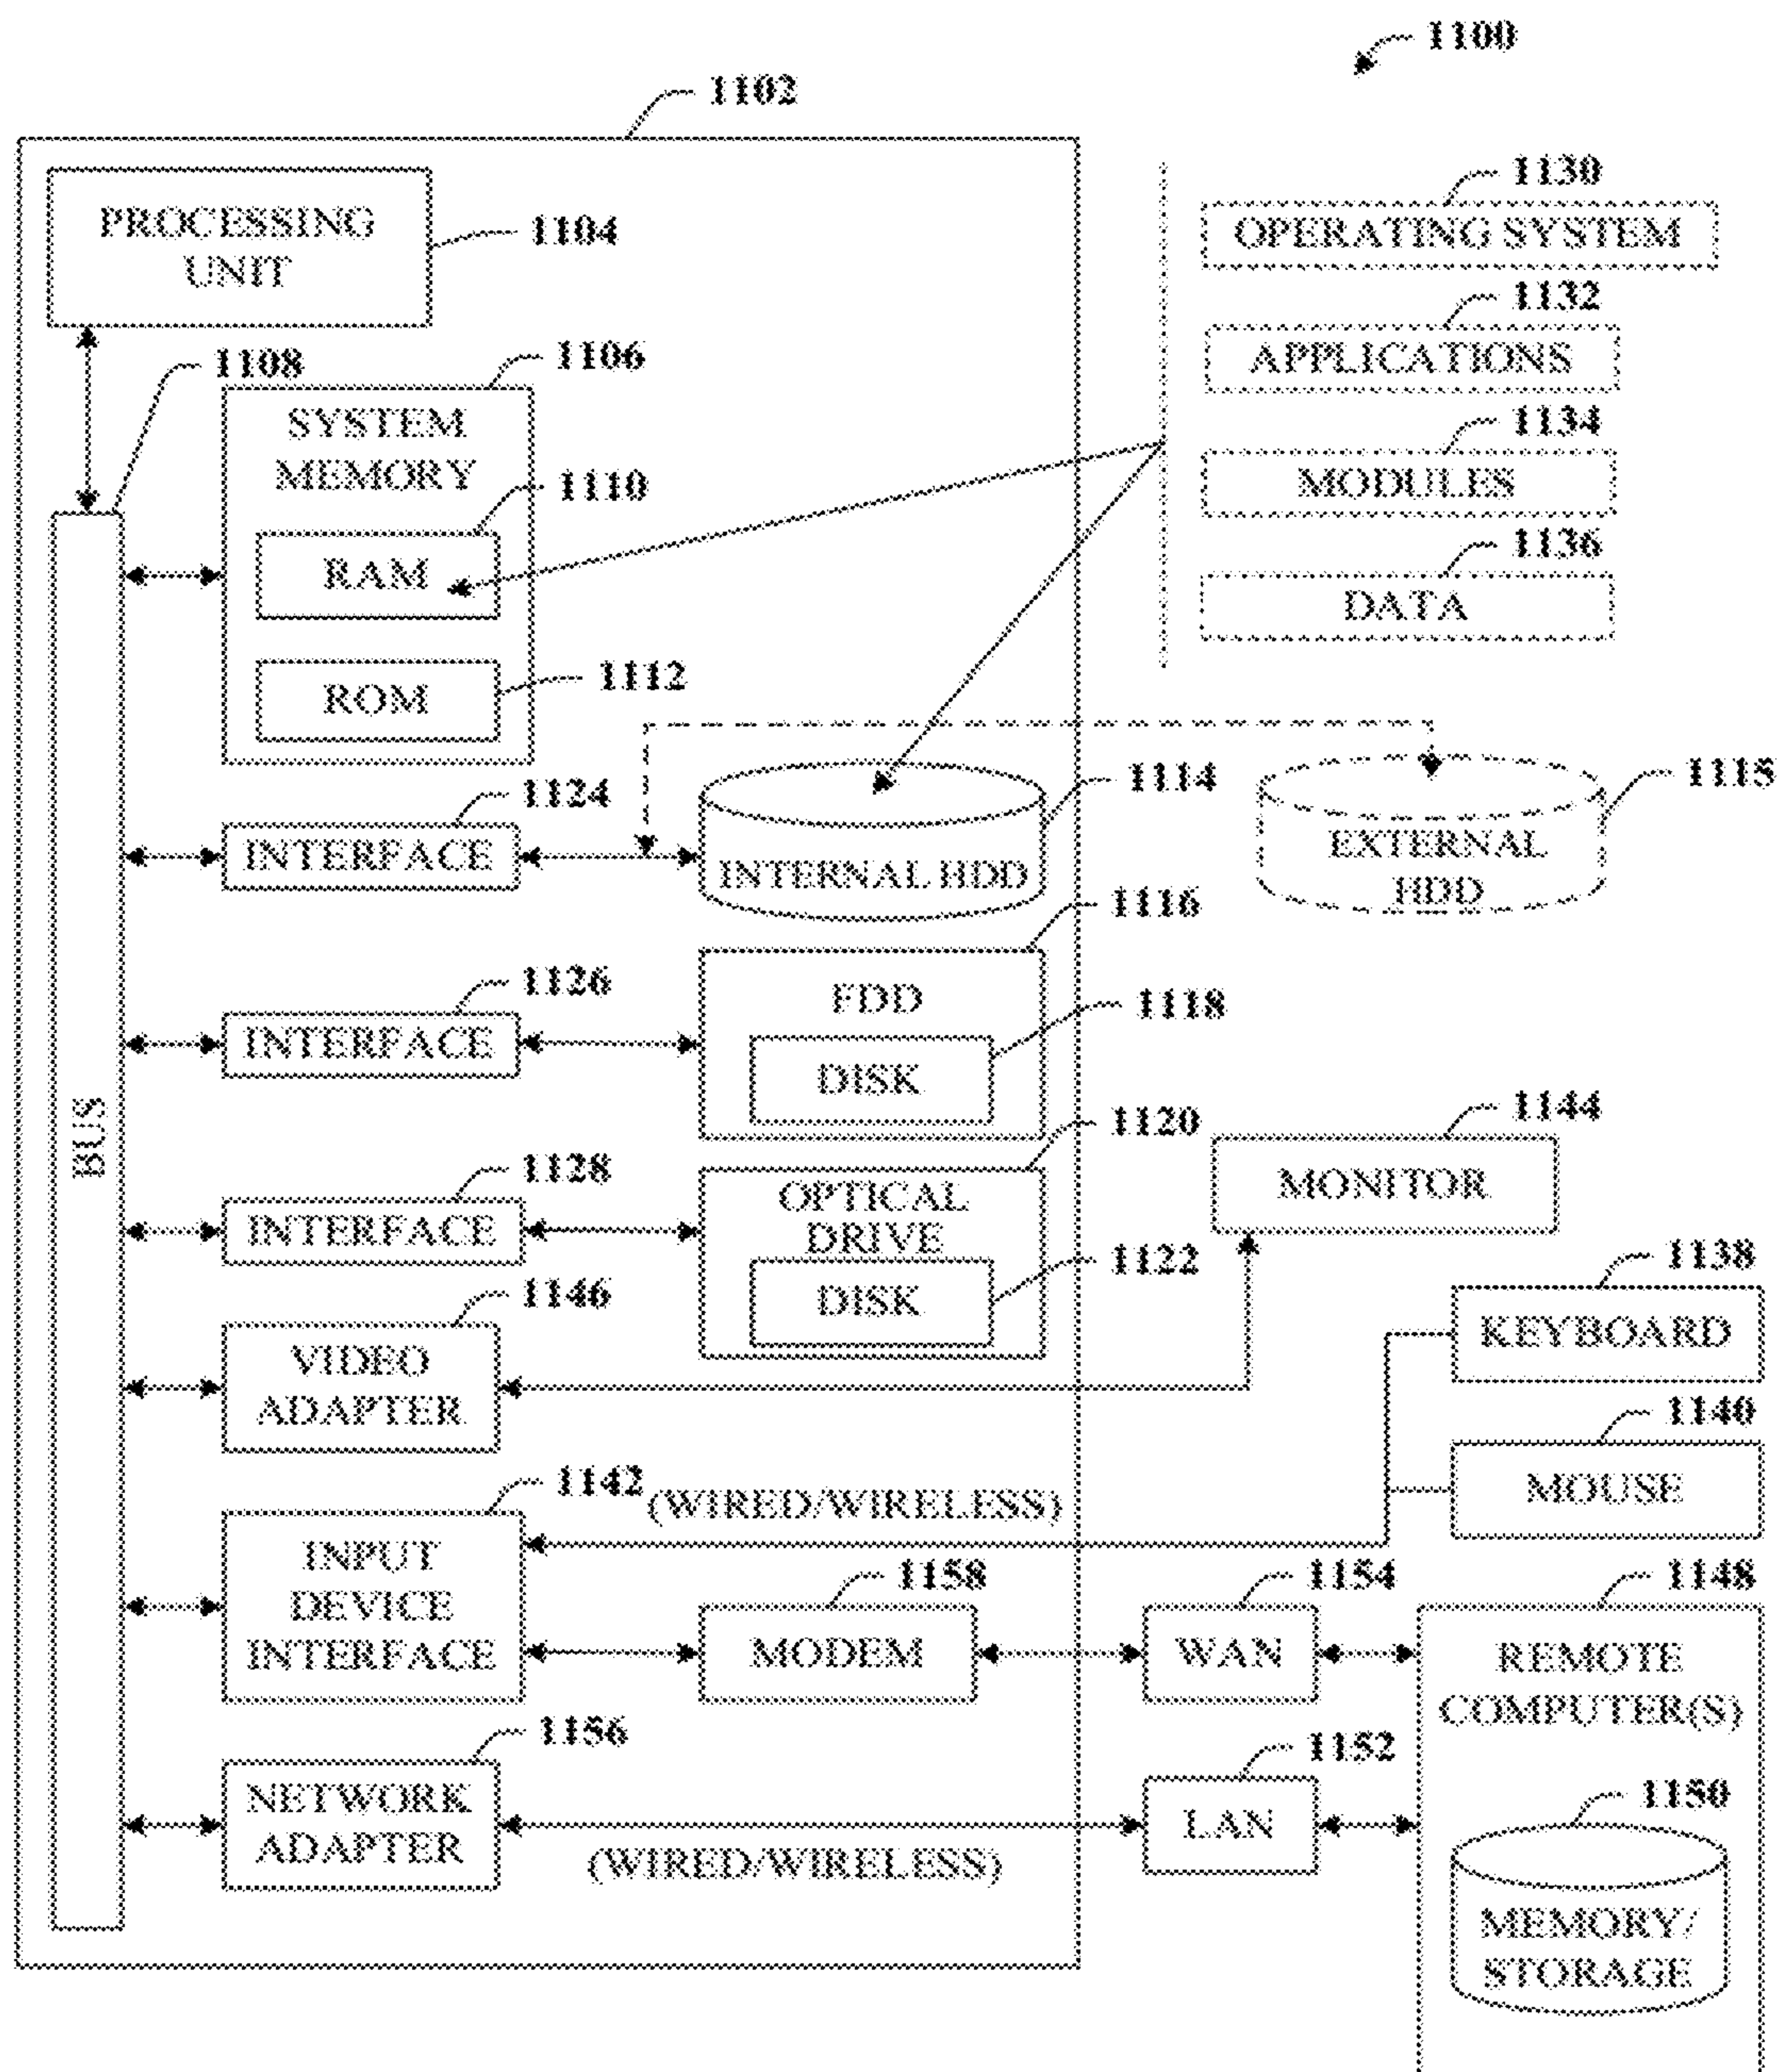 1100
1102
PROCESSING
UNIT
1104
1130
OPERATING SYSTEM
1132
APPLICATIONS
1134
MODULES
1136
DATA
1108
1106
SYSTEM
MEMORY
1110
RAM
1112
ROM
1124
INTERFACE
1114
INTERNAL HDD
1115
EXTERNAL
HDD
1116
FDD
1126
INTERFACE
1118
DISK
BUS
1120
OPTICAL
DRIVE
1128
INTERFACE
1122
DISK
1144
MONITOR
1146
VIDEO
ADAPTER
1138
KEYBOARD
1140
MOUSE
1142
(WIRED/WIRELESS)
INPUT
DEVICE
INTERFACE
1158
MODEM
1154
WAN
1148
REMOTE
COMPUTER(S)
1156
NETWORK
ADAPTER
(WIRED/WIRELESS)
1152
LAN
1150
MEMORY/
STORAGE